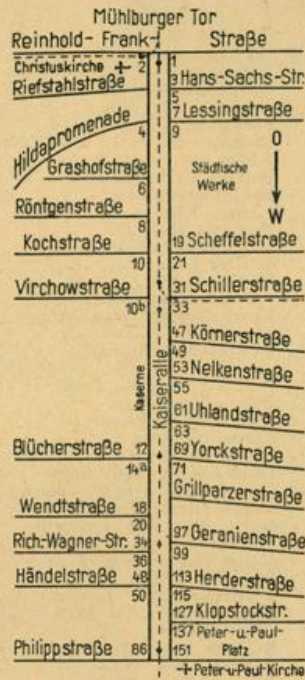 Mühlburger Tor
Reinhold-Frank-Straße
Christuskirche 2 1
3 Hans-Sachs-Str.
Riefstahlstraße
5
7 Lessingstraße
Hildapromenade 4 9
Städtische
Werke
O
W
Grashofstraße
6
Röntgenstraße
8
Kochstraße 19 Scheffelstraße
10 21
Virchowstraße 31 Schillerstraße
10b 33
47 Körnerstraße
49
53 Nelkenstraße
55
Kaserne
Kaiseralle
61 Uhlandstraße
63
Blücherstraße 12 69 Yorckstraße
14a 71
Grillparzerstraße
Wendtstraße 18
20
97 Geranienstraße
Rich.-Wagner-Str. 34
99
36
Händelstraße 48 113 Herderstraße
50 115
127 Klopstockstr.
137 Peter-u.-Paul-
Philippstraße 86 151 Platz
Peter-u-Paul Kirche